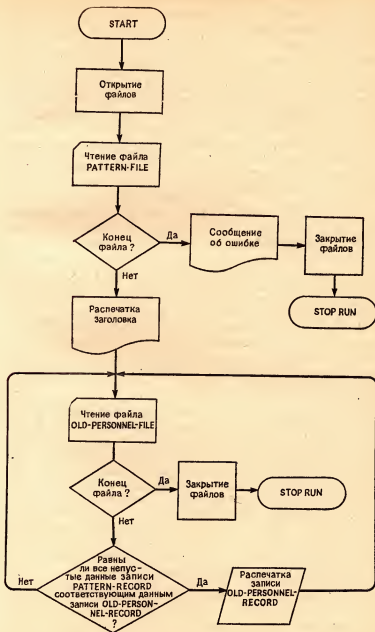 START
Открытие
файлов
Чтение файла
PATTERN-FILE
Конец
файла?
Да
Сообщение
об ошибке
Закрытие
файлов
Нет
STOP RUN
Распечатка
заголовка
Чтение файла
OLD-PERSONNEL-FILE
Конец
файла?
Да
Закрытие
файлов
STOP RUN
Нет
Равны
ли все непус-
тые данные записи
PATTERN-RECORD
соответствующим данным
записи OLD-PERSON-
NEL-RECORD
?
Нет
Да
Распечатка
записи
OLD-PERSONNEL-
RECORD